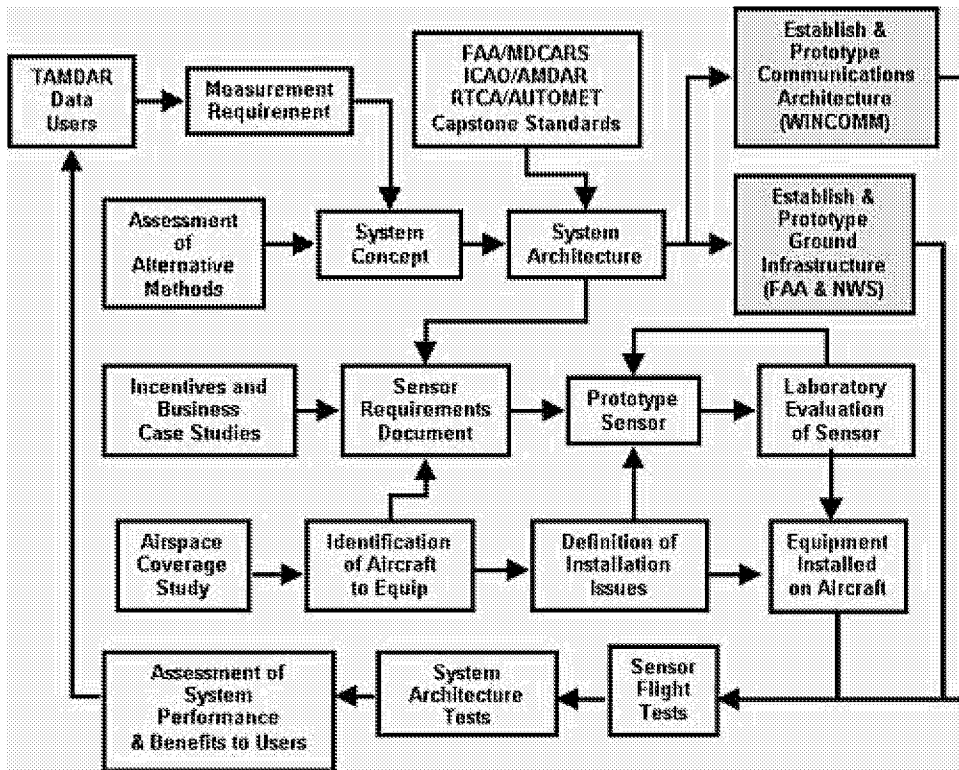 TAMDAR
Data
Users
Measurement
Requirement
FAA/MDCARS
ICAO/AMDAR
RTCA/AUTOMET
Capstone Standards
Establish &
Prototype
Communications
Architecture
(WINCOMM)
Assessment
of
Alternative
Methods
System
Concept
System
Architecture
Establish &
Prototype
Ground
Infrastructure
(FAA & NWS)
Incentives and
Business
Case Studies
Sensor
Requirements
Document
Prototype
Sensor
Laboratory
Evaluation
of Sensor
Airspace
Coverage
Study
Identification
of Aircraft
to Equip
Definition of
Installation
Issues
Equipment
Installed
on Aircraft
Assessment of
System
Performance
& Benefits to Users
System
Architecture
Tests
Sensor
Flight
Tests